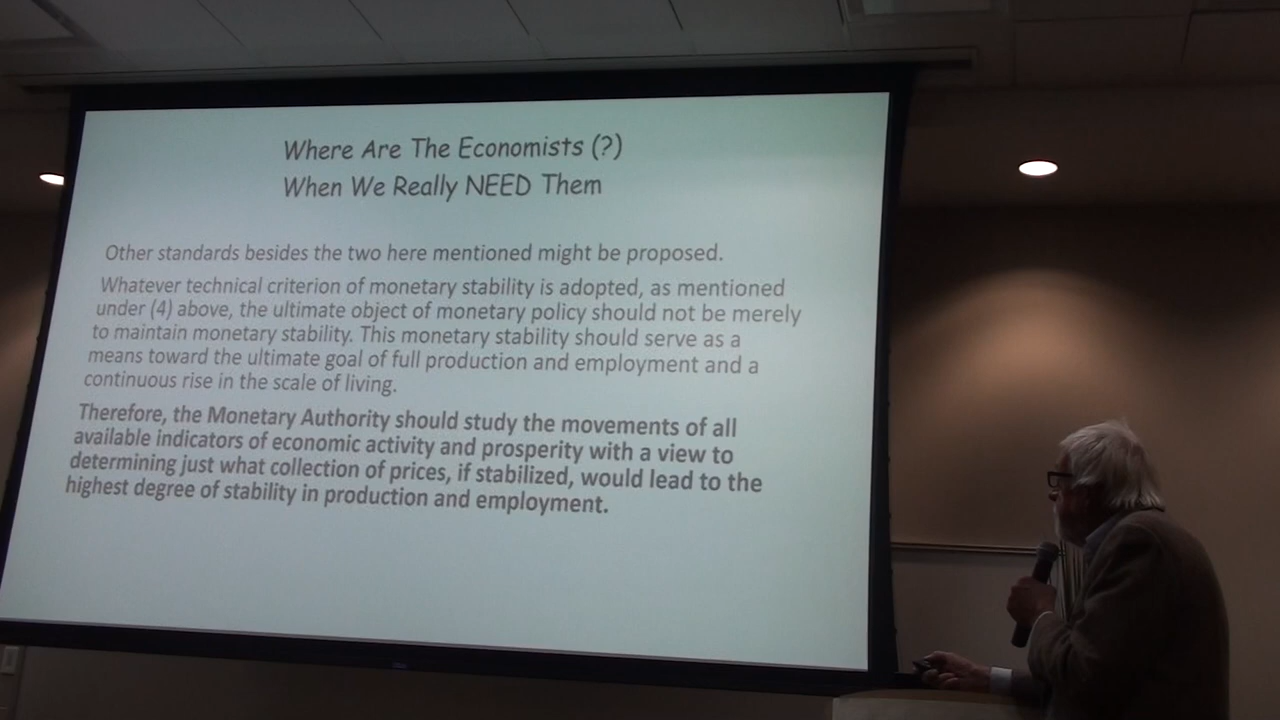 Where Are The Economists (?)
When We Really NEED Them
Other standards besides the two here mentioned might be proposed.
Whatever technical criterion of monetary stability is adopted, as mentioned
under (4) above, the ultimate object of monetary policy should not be merely
to maintain monetary stability. This monetary stability should serve as a
means toward the ultimate goal of full production and employment and a
continuous rise in the scale of living.
Therefore, the Monetary Authority should study the movements of all
available indicators of economic activity and prosperity with a view to
determining just what collection of prices, if stabilized, would lead to the
highest degree of stability in production and employment.